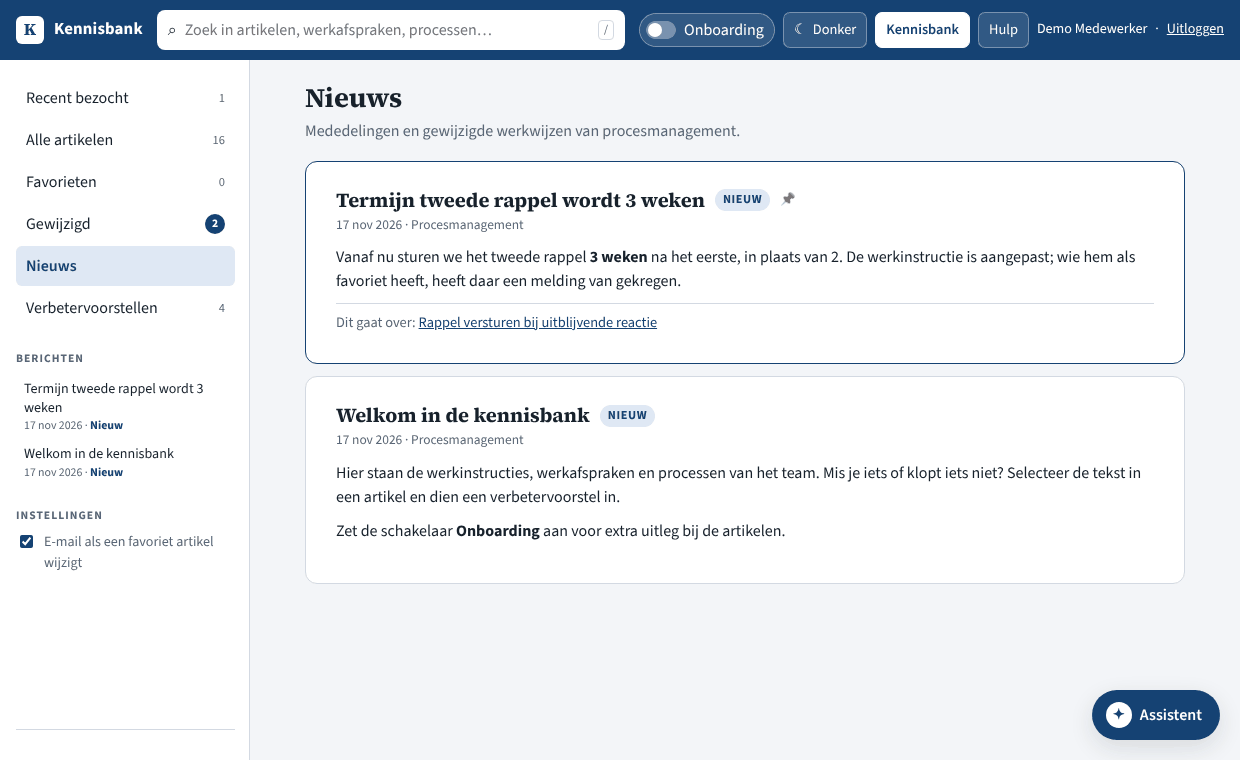 K Kennisbank
Zoek in artikelen, werkafspraken, processen…
/
Onboarding
Donker
Kennisbank
Hulp
Demo Medewerker · Uitloggen
Recent bezocht 1
Alle artikelen 16
Favorieten 0
Gewijzigd 2
Nieuws
Verbetervoorstellen 4
BERICHTEN
Termijn tweede rappel wordt 3
weken
17 nov 2026 · Nieuw
Welkom in de kennisbank
17 nov 2026 · Nieuw
INSTELLINGEN
E-mail als een favoriet artikel
wijzigt
Nieuws
Mededelingen en gewijzigde werkwijzen van procesmanagement.
Termijn tweede rappel wordt 3 weken NIEUW
17 nov 2026 · Procesmanagement
Vanaf nu sturen we het tweede rappel 3 weken na het eerste, in plaats van 2. De werkinstructie is aangepast; wie hem als
favoriet heeft, heeft daar een melding van gekregen.
Dit gaat over: Rappel versturen bij uitblijvende reactie
Welkom in de kennisbank NIEUW
17 nov 2026 · Procesmanagement
Hier staan de werkinstructies, werkafspraken en processen van het team. Mis je iets of klopt iets niet? Selecteer de tekst in
een artikel en dien een verbetervoorstel in.
Zet de schakelaar Onboarding aan voor extra uitleg bij de artikelen.
Assistent